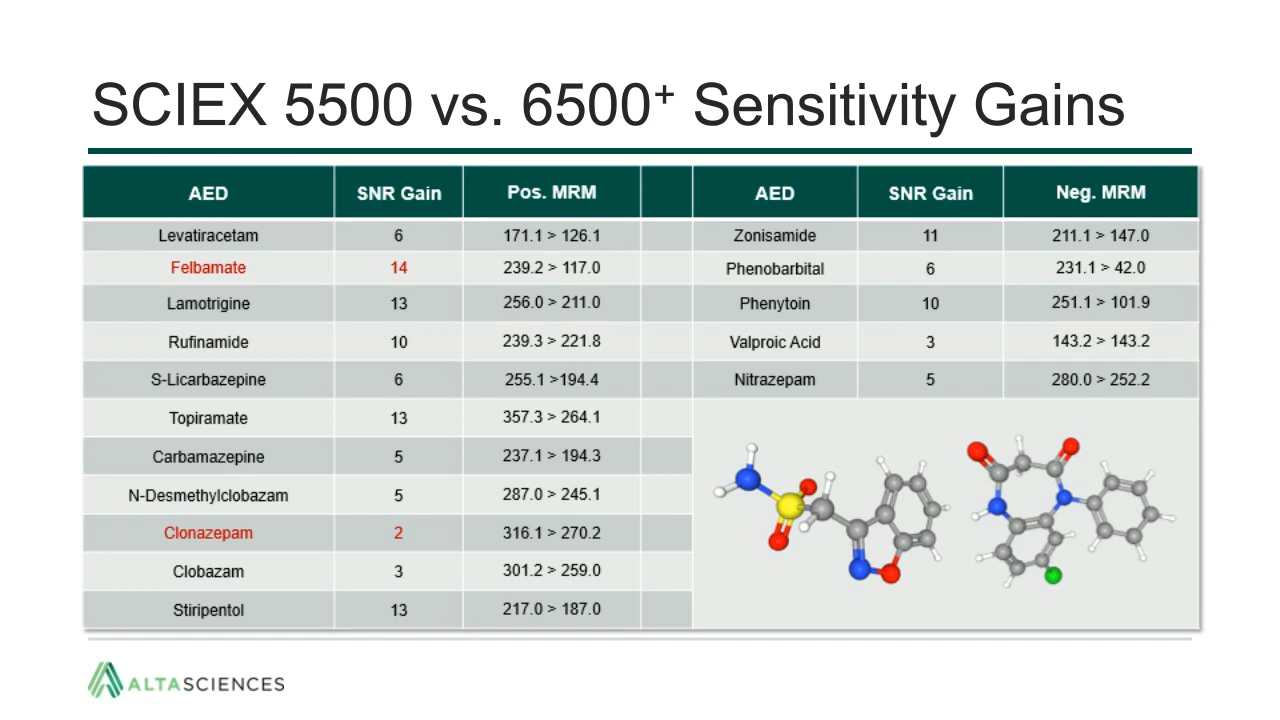 SCIEX 5500 vs. 6500⁺ Sensitivity Gains
AED SNR Gain Pos. MRM AED SNR Gain Neg. MRM
Levatiracetam 6 171.1 > 126.1 Zonisamide 11 211.1 > 147.0
Felbamate 14 239.2 > 117.0 Phenobarbital 6 231.1 > 42.0
Lamotrigine 13 256.0 > 211.0 Phenytoin 10 251.1 > 101.9
Rufinamide 10 239.3 > 221.8 Valproic Acid 3 143.2 > 143.2
S-Licarbazepine 6 255.1 >194.4 Nitrazepam 5 280.0 > 252.2
Topiramate 13 357.3 > 264.1
Carbamazepine 5 237.1 > 194.3
N-Desmethylclobazam 5 287.0 > 245.1
Clonazepam 2 316.1 > 270.2
Clobazam 3 301.2 > 259.0
Stiripentol 13 217.0 > 187.0
ALTASCIENCES